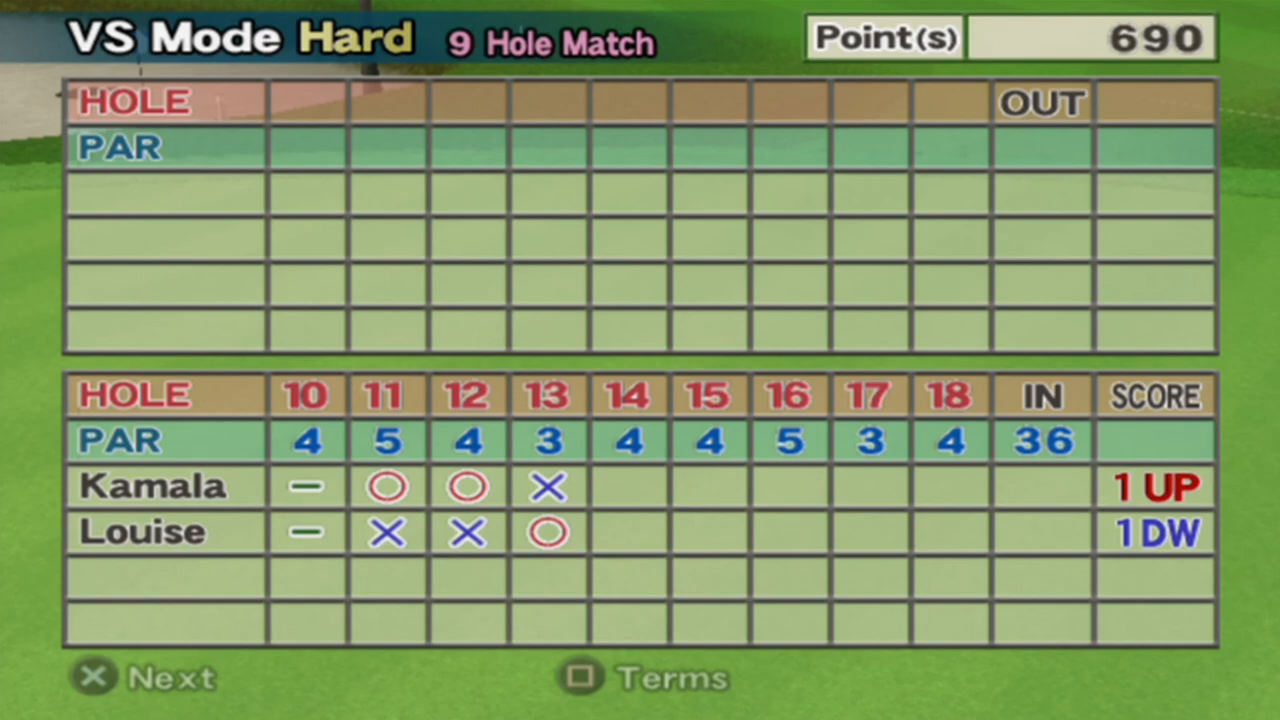 VS Mode Hard 9 Hole Match Point(s) 690
HOLE OUT
PAR
HOLE 10 11 12 13 14 15 16 17 18 IN SCORE
PAR 4 5 4 3 4 4 5 3 4 36
Kamala – ○ ○ × 1 UP
Louise – × × ○ 1 DW
Next Terms